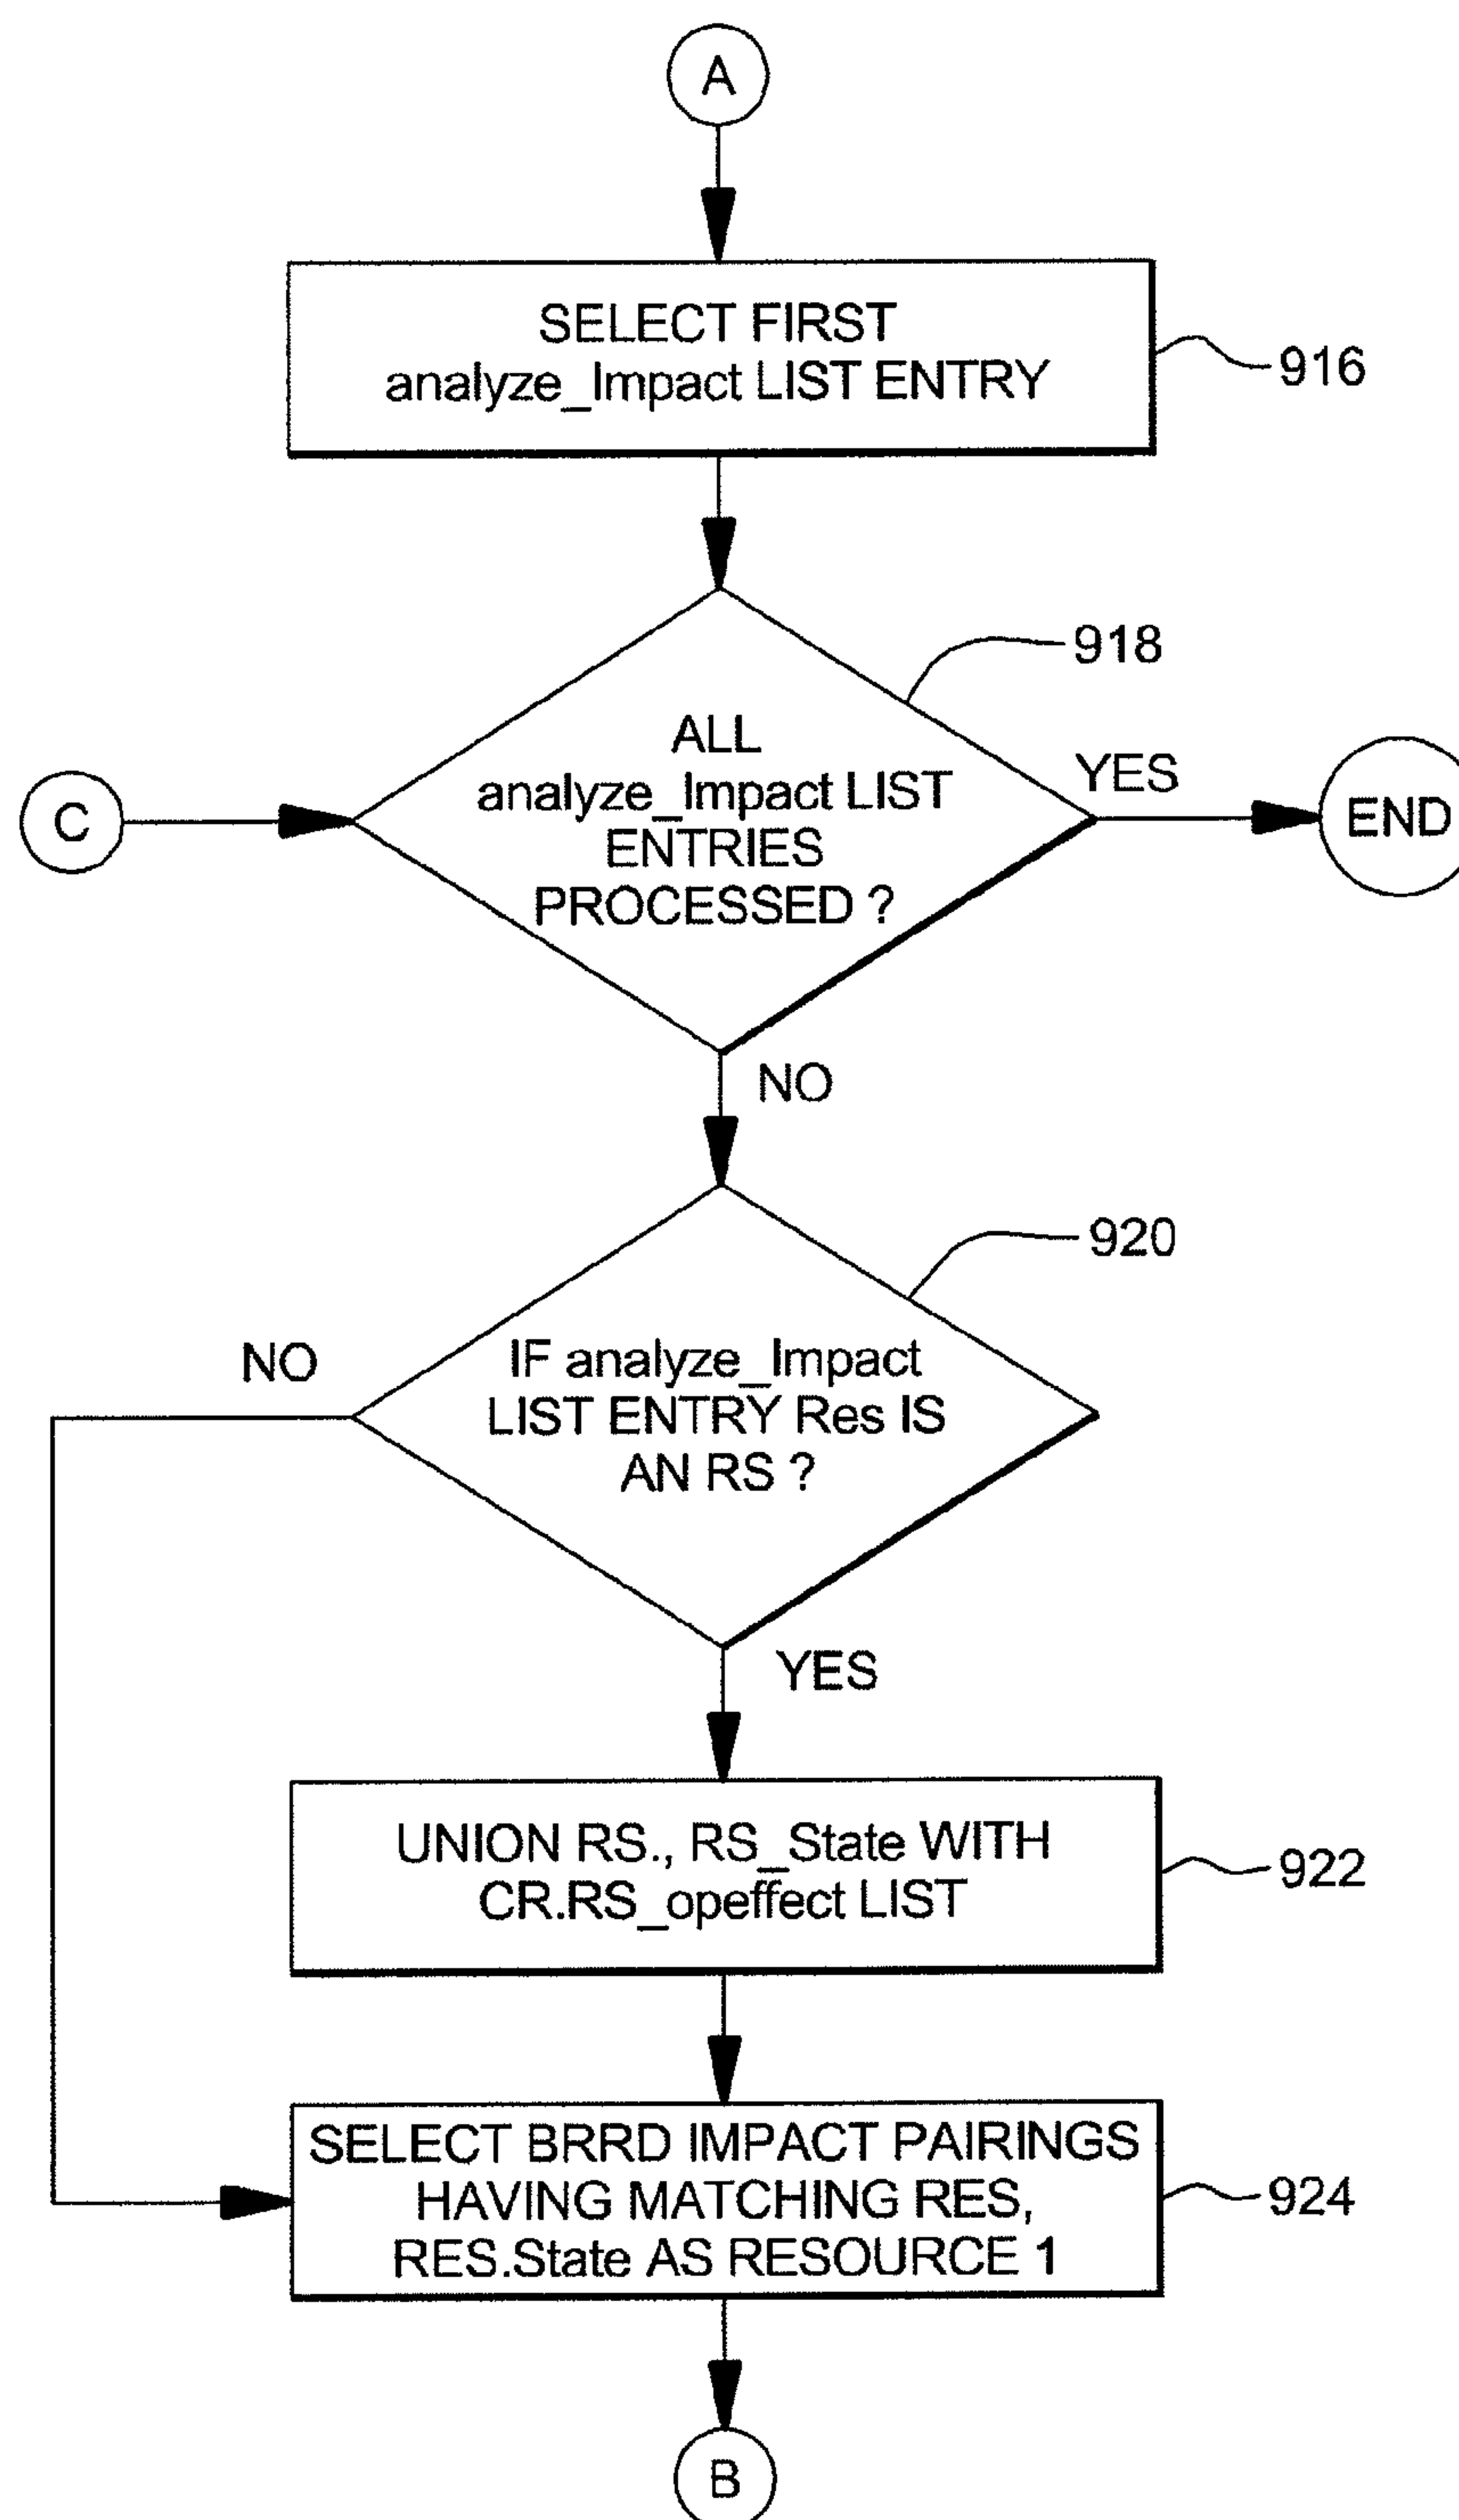 A
SELECT FIRST
analyze_Impact LIST ENTRY
916
918
ALL
analyze_Impact LIST
ENTRIES
PROCESSED ?
YES
END
C
NO
920
NO
IF analyze_Impact
LIST ENTRY Res IS
AN RS ?
YES
UNION RS., RS_State WITH
CR.RS_opeffect LIST
922
SELECT BRRD IMPACT PAIRINGS
HAVING MATCHING RES,
RES.State AS RESOURCE 1
924
B